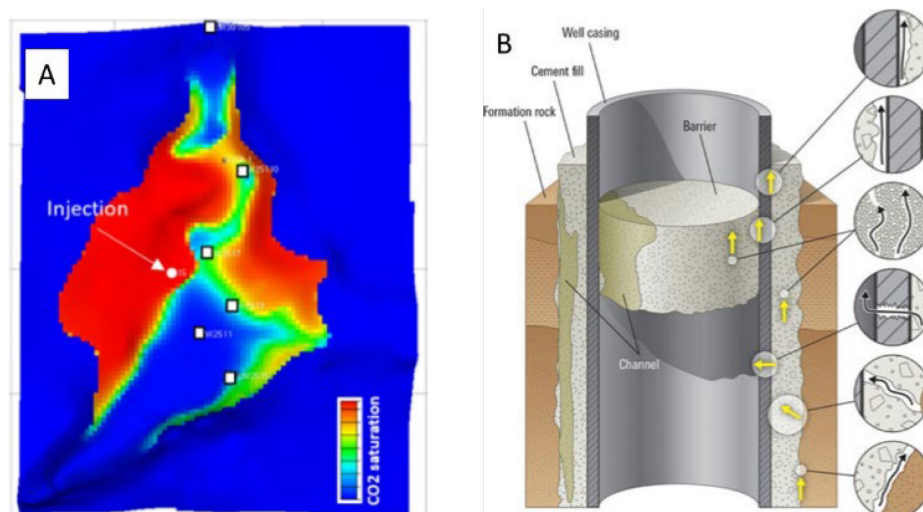 A
Injection
CO2 saturation
B
Well casing
Cement fill
Formation rock
Barrier
Channel